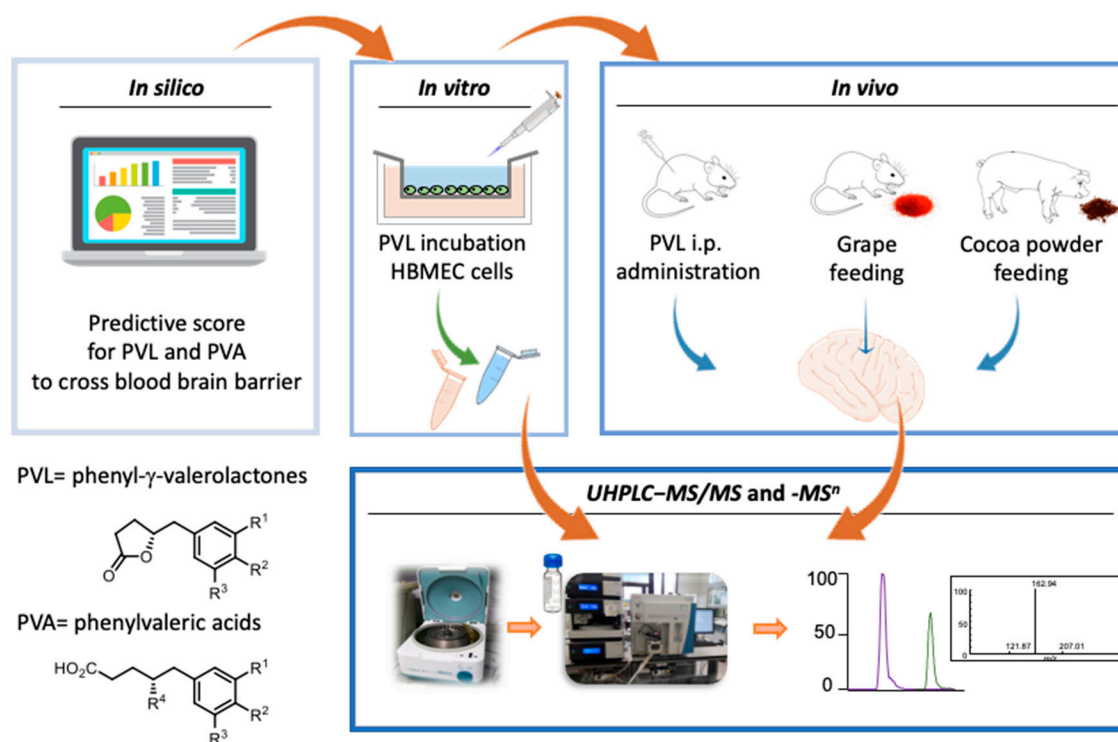 In silico
Predictive score
for PVL and PVA
to cross blood brain barrier
In vitro
PVL incubation
HBMEC cells
In vivo
PVL i.p.
administration
Grape
feeding
Cocoa powder
feeding
PVL= phenyl-γ-valerolactones
O
O
R¹
R²
R³
PVA= phenylvaleric acids
HO₂C
R⁴
R¹
R²
R³
UHPLC–MS/MS and -MSⁿ
100
50
0
162.94
100
50
121.87
207.01
0
m/z